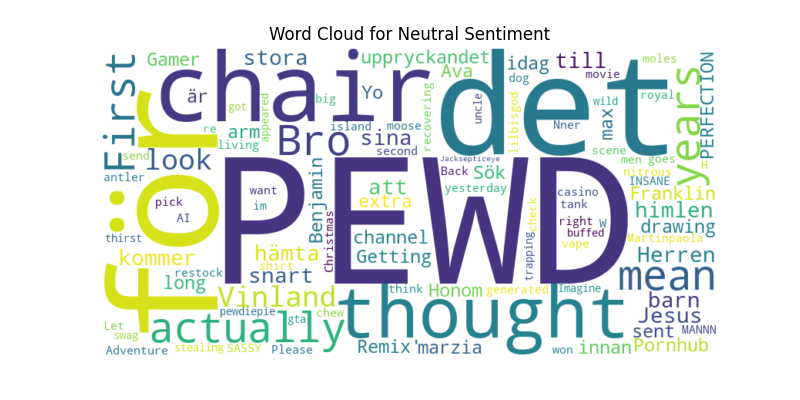 Word Cloud for Neutral Sentiment
First
Gamer
stora
uppryckandet
idag
till
moles
movie
PERFECTION
Ava
dog
chair
det
years
är
got
appeared
big
Yo
recovering
uncle
lilbisgod
wild
royal
max
för
re
arm
living
Bro
island
moose
sina
second
Nner
scene
men
goes
H
send
look
Jacksepticeye
Back
Sök
nitrous
antler
INSANE
PEWD
att
yesterday
casino
tank
Franklin
pick
AI
want
im
Benjamin
extra
himlen
right
W
buffed
drawing
thirst
Christmas
channel
check
vape
Martinpaola
kommer
hämta
Getting
trapping
Herren
restock
shirt
snart
mean
long
think
Honom
generated
Imagine
Vinland
barn
pewdiepie
gta
chew
thought
Jesus
Let
swag
actually
sent
MANNN
Adventure
stealing
SASSY
Please
Remix'
marzia
won
innan
Pornhub